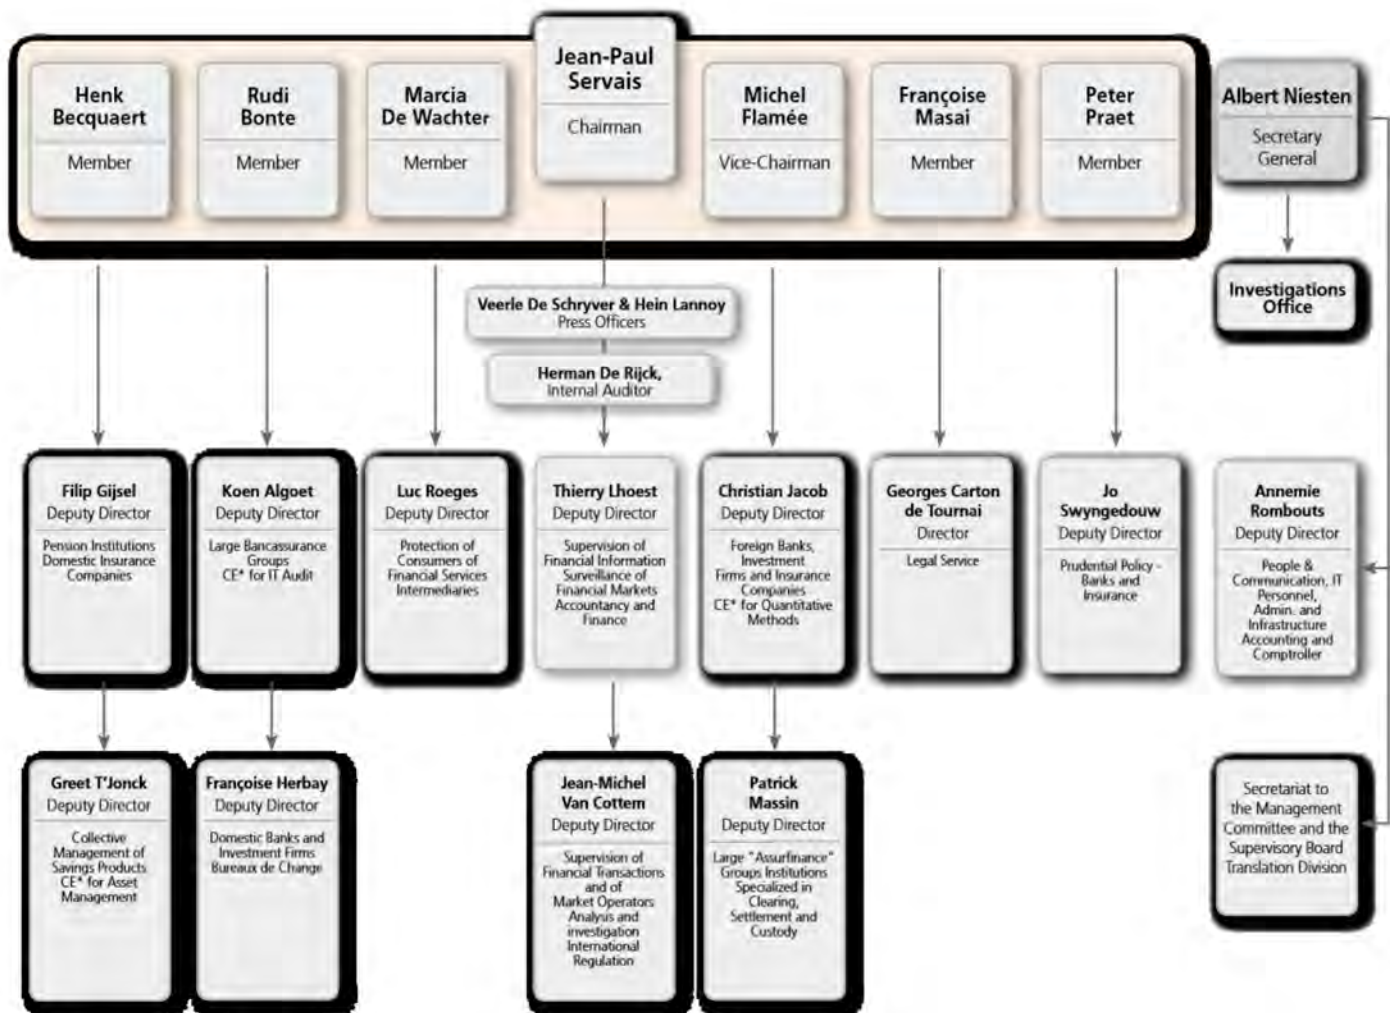 Henk
Becquaert
Member
Rudi
Bonte
Member
Marcia
De Wachter
Member
Jean-Paul
Servais
Chairman
Michel
Flamée
Vice-Chairman
Françoise
Masai
Member
Peter
Praet
Member
Albert Niesten
Secretary
General
Investigations
Office
Veerle De Schryver & Hein Lannoy
Press Officers
Herman De Rijck,
Internal Auditor
Filip Gijsel
Deputy Director
Pension Institutions
Domestic Insurance
Companies
Koen Algoet
Deputy Director
Large Bancassurance
Groups
CE* for IT Audit
Luc Roeges
Deputy Director
Protection of
Consumers of
Financial Services
Intermediaries
Thierry Lhoest
Deputy Director
Supervision of
Financial Information
Surveillance of
Financial Markets
Accountancy and
Finance
Christian Jacob
Deputy Director
Foreign Banks,
Investment
Firms and Insurance
Companies
CE* for Quantitative
Methods
Georges Carton
de Tournai
Director
Legal Service
Jo
Swyngedouw
Deputy Director
Prudential Policy -
Banks and
Insurance
Annemie
Rombouts
Deputy Director
People &
Communication, IT
Personnel,
Admin. and
Infrastructure
Accounting and
Comptroller
Greet T'Jonck
Deputy Director
Collective
Management of
Savings Products
CE* for Asset
Management
Françoise Herbay
Deputy Director
Domestic Banks and
Investment Firms
Bureaux de Change
Jean-Michel
Van Cottem
Deputy Director
Supervision of
Financial Transactions
and of
Market Operators
Analysis and
investigation
International
Regulation
Patrick
Massin
Deputy Director
Large "Assurfinance"
Groups Institutions
Specialized in
Clearing,
Settlement and
Custody
Secretariat to
the Management
Committee and the
Supervisory Board
Translation Division